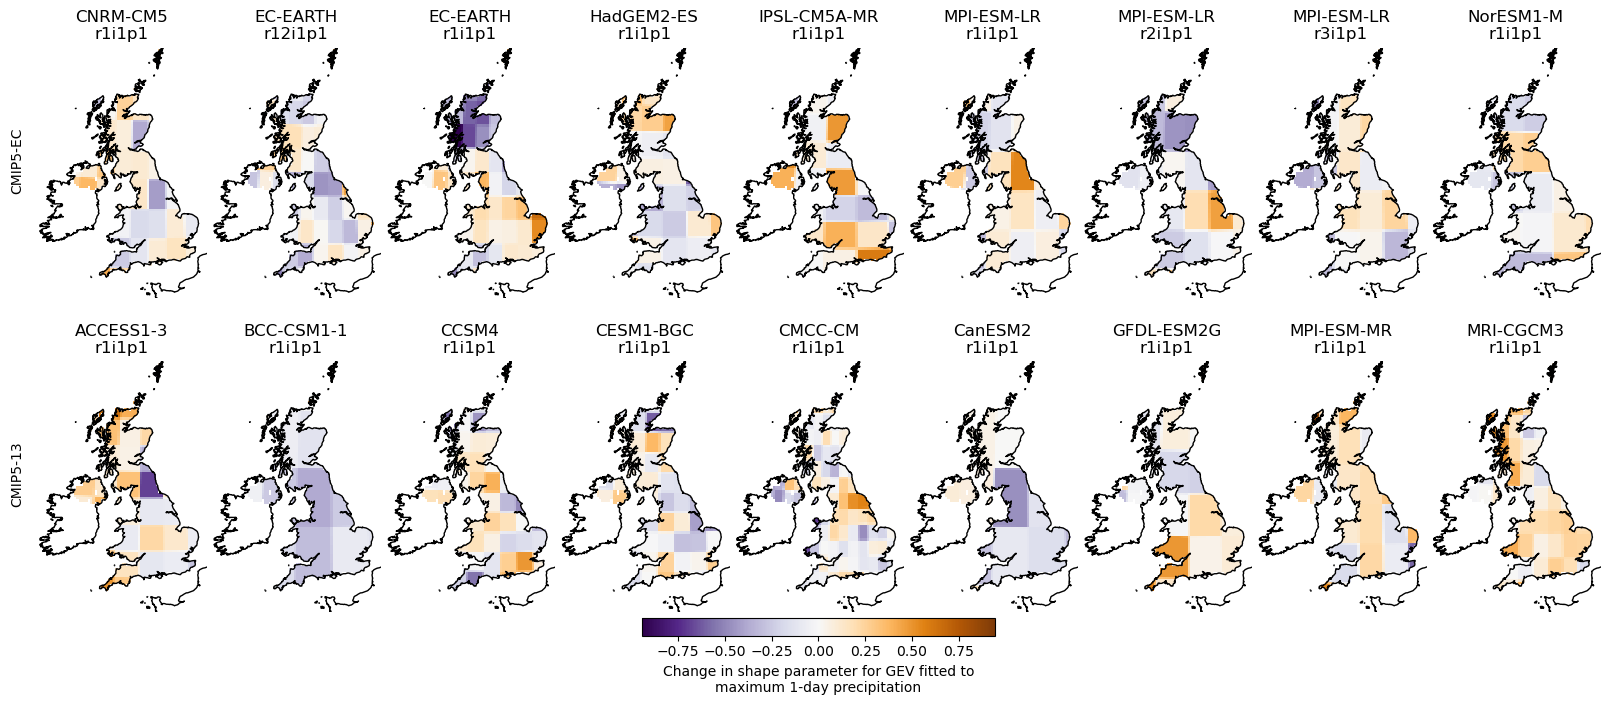 CNRM-CM5
r1i1p1
EC-EARTH
r12i1p1
EC-EARTH
r1i1p1
HadGEM2-ES
r1i1p1
IPSL-CM5A-MR
r1i1p1
MPI-ESM-LR
r1i1p1
MPI-ESM-LR
r2i1p1
MPI-ESM-LR
r3i1p1
NorESM1-M
r1i1p1
CMIP5-EC
ACCESS1-3
r1i1p1
BCC-CSM1-1
r1i1p1
CCSM4
r1i1p1
CESM1-BGC
r1i1p1
CMCC-CM
r1i1p1
CanESM2
r1i1p1
GFDL-ESM2G
r1i1p1
MPI-ESM-MR
r1i1p1
MRI-CGCM3
r1i1p1
CMIP5-13
−0.75 −0.50 −0.25 0.00 0.25 0.50 0.75
Change in shape parameter for GEV fitted to
maximum 1-day precipitation